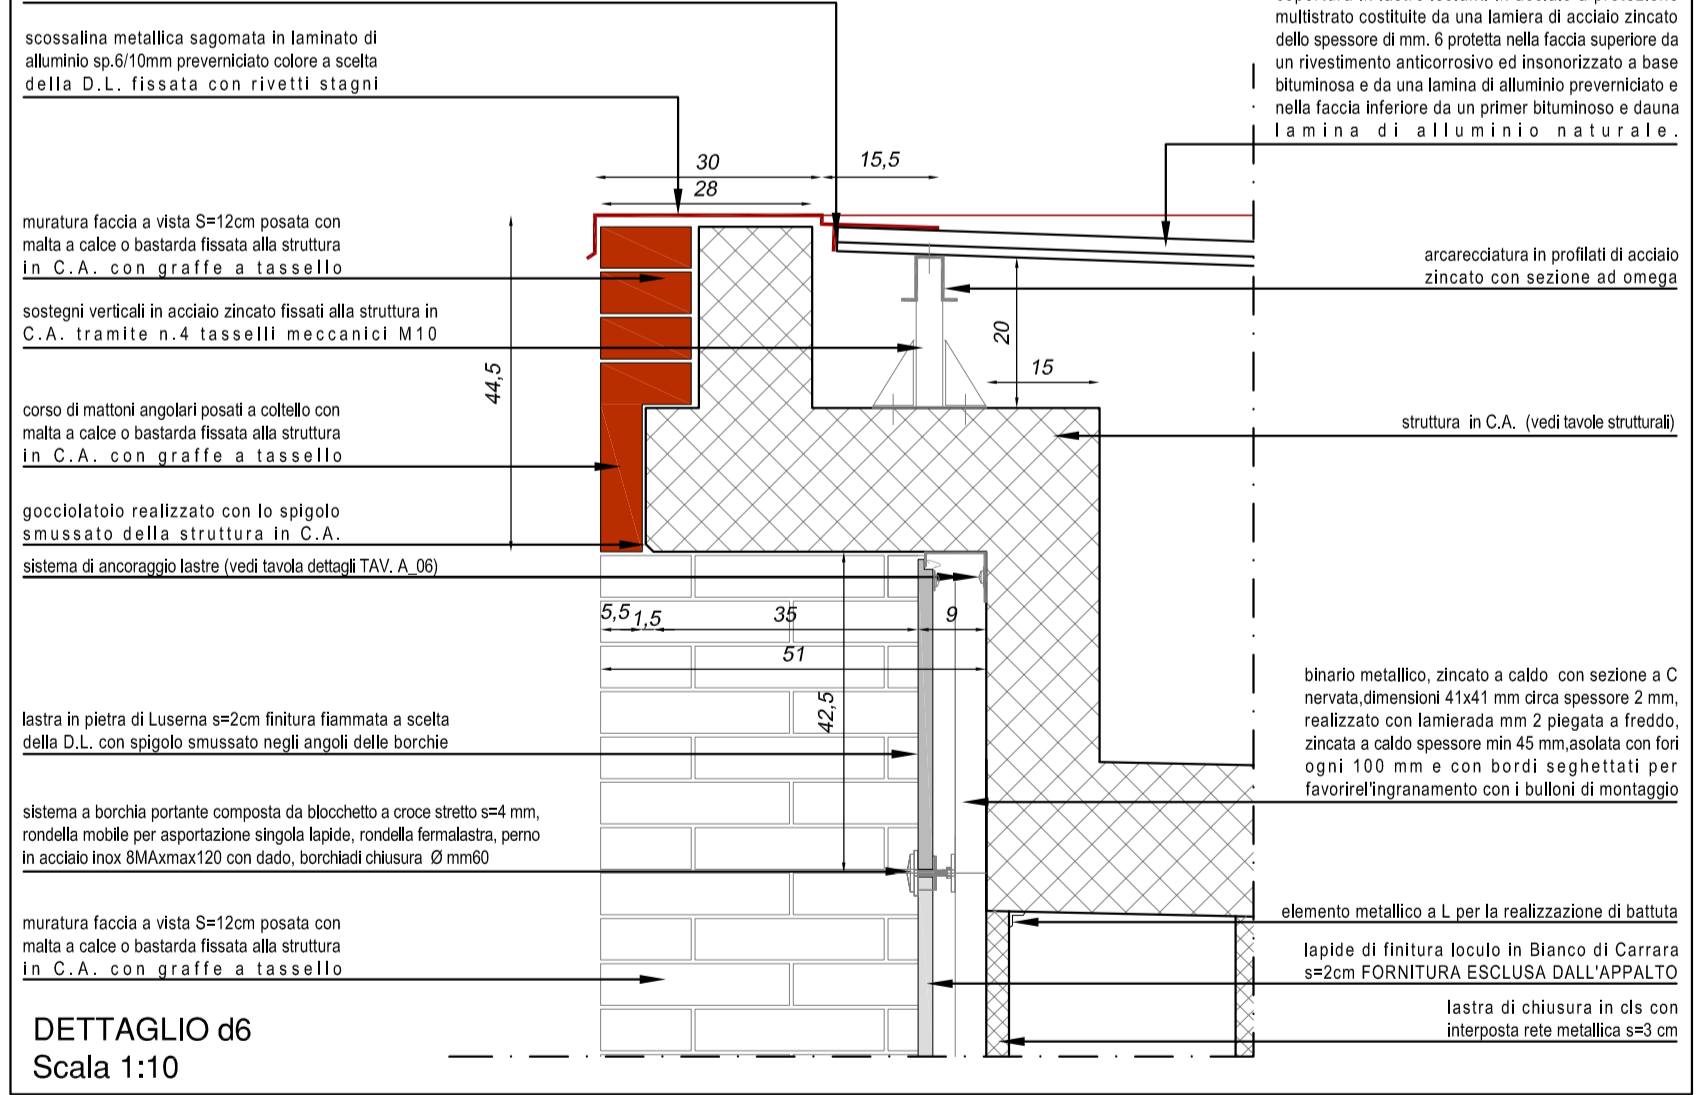 scossalina metallica sagomata in laminato di
alluminio sp.6/10mm preverniciato colore a scelta
della D.L. fissata con rivetti stagni
muratura faccia a vista S=12cm posata con
malta a calce o bastarda fissata alla struttura
in C.A. con graffe a tassello
sostegni verticali in acciaio zincato fissati alla struttura in
C.A. tramite n.4 tasselli meccanici M10
corso di mattoni angolari posati a coltello con
malta a calce o bastarda fissata alla struttura
in C.A. con graffe a tassello
gocciolatoio realizzato con lo spigolo
smussato della struttura in C.A.
sistema di ancoraggio lastre (vedi tavola dettagli TAV. A_06)
lastra in pietra di Luserna s=2cm finitura fiammata a scelta
della D.L. con spigolo smussato negli angoli delle borchie
sistema a borchia portante composta da blocchetto a croce stretto s=4 mm,
rondella mobile per asportazione singola lapide, rondella fermalastra, perno
in acciaio inox 8MAxmax120 con dado, borchiadi chiusura Ø mm60
muratura faccia a vista S=12cm posata con
malta a calce o bastarda fissata alla struttura
in C.A. con graffe a tassello
DETTAGLIO d6
Scala 1:10
30
15,5
28
44,5
20
15
5,5
1,5
35
9
51
42,5
multistrato costituite da una lamiera di acciaio zincato
dello spessore di mm. 6 protetta nella faccia superiore da
un rivestimento anticorrosivo ed insonorizzato a base
bituminosa e da una lamina di alluminio preverniciato e
nella faccia inferiore da un primer bituminoso e dauna
lamina di alluminio naturale.
arcarecciatura in profilati di acciaio
zincato con sezione ad omega
struttura in C.A. (vedi tavole strutturali)
binario metallico, zincato a caldo con sezione a C
nervata,dimensioni 41x41 mm circa spessore 2 mm,
realizzato con lamierada mm 2 piegata a freddo,
zincata a caldo spessore min 45 mm,asolata con fori
ogni 100 mm e con bordi seghettati per
favorirel'ingranamento con i bulloni di montaggio
elemento metallico a L per la realizzazione di battuta
lapide di finitura loculo in Bianco di Carrara
s=2cm FORNITURA ESCLUSA DALL'APPALTO
lastra di chiusura in cls con
interposta rete metallica s=3 cm